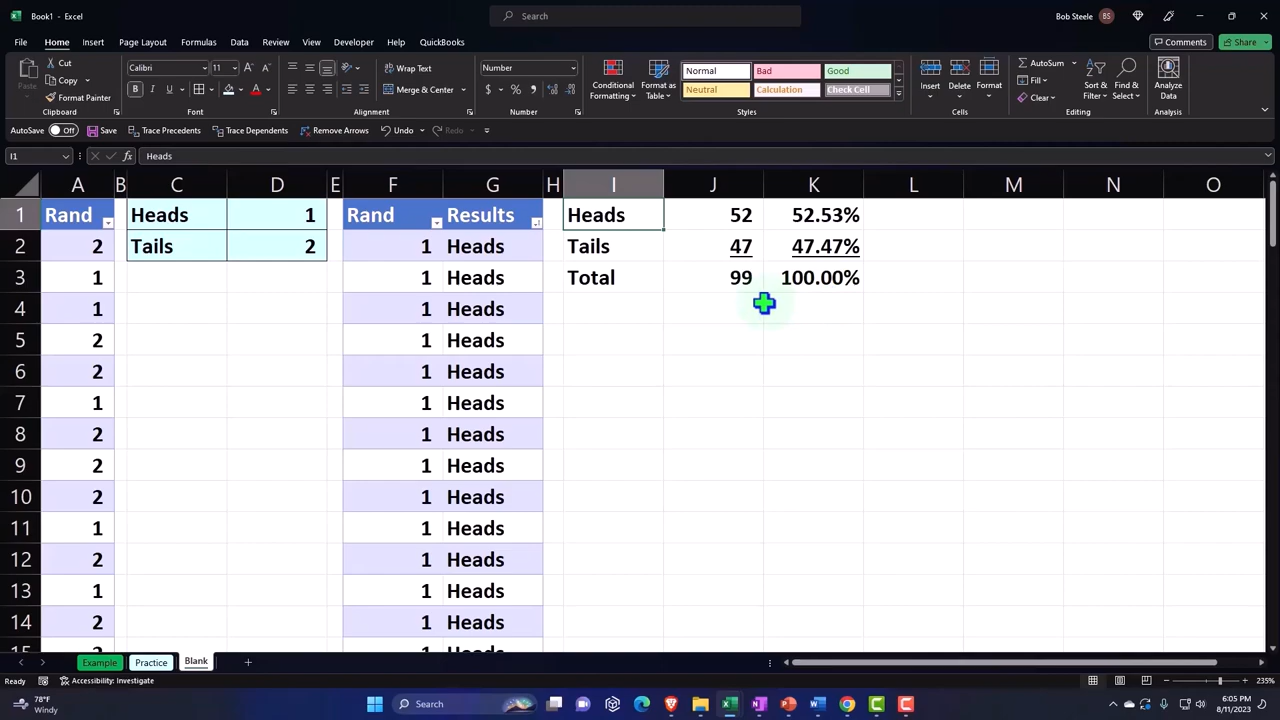 Book1 - Excel
Search
Bob Steele
BS
File
Home
Insert
Page Layout
Formulas
Data
Review
View
Developer
Help
QuickBooks
Comments
Share
Cut
Copy
Format Painter
Clipboard
Calibri
11
Font
Wrap Text
Merge & Center
Alignment
Number
Number
Conditional Formatting
Format as Table
Normal
Bad
Good
Neutral
Calculation
Check Cell
Styles
Insert
Delete
Format
Cells
AutoSum
Fill
Clear
Sort & Filter
Find & Select
Editing
Analyze Data
Analysis
AutoSave Off
Save
Trace Precedents
Trace Dependents
Remove Arrows
Undo
Redo
I1
fx
Heads
A B C D E F G H I J K L M N O
1 Rand Heads 1 Rand Results Heads 52 52.53%
2 2 Tails 2 1 Heads Tails 47 47.47%
3 1 1 Heads Total 99 100.00%
4 1 1 Heads
5 2 1 Heads
6 2 1 Heads
7 1 1 Heads
8 2 1 Heads
9 2 1 Heads
10 2 1 Heads
11 1 1 Heads
12 2 1 Heads
13 1 1 Heads
14 2 1 Heads
15 2 1 Heads
Example
Practice
Blank
Ready
Accessibility: Investigate
235%
78°F
Windy
Search
6:05 PM
8/11/2023